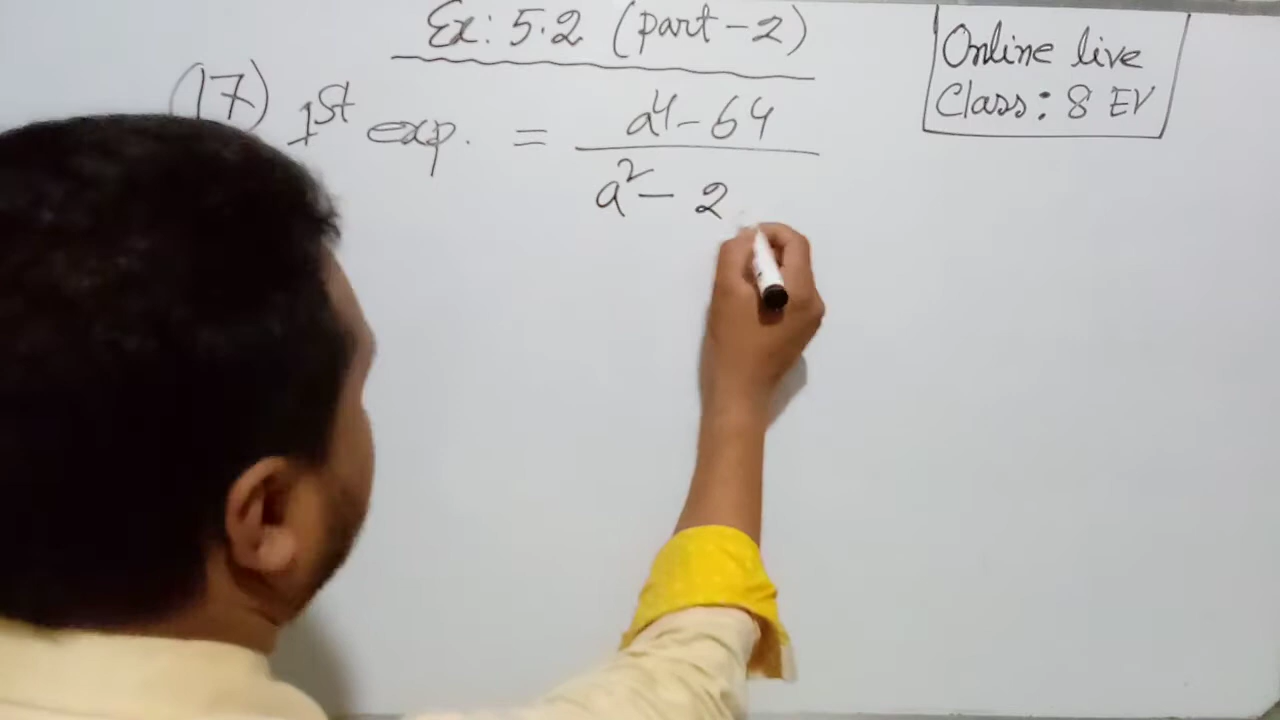 Ex: 5.2 (part-2)
Online live
Class: 8 EV
(17) 1st exp. = a⁴-64
a²- 2